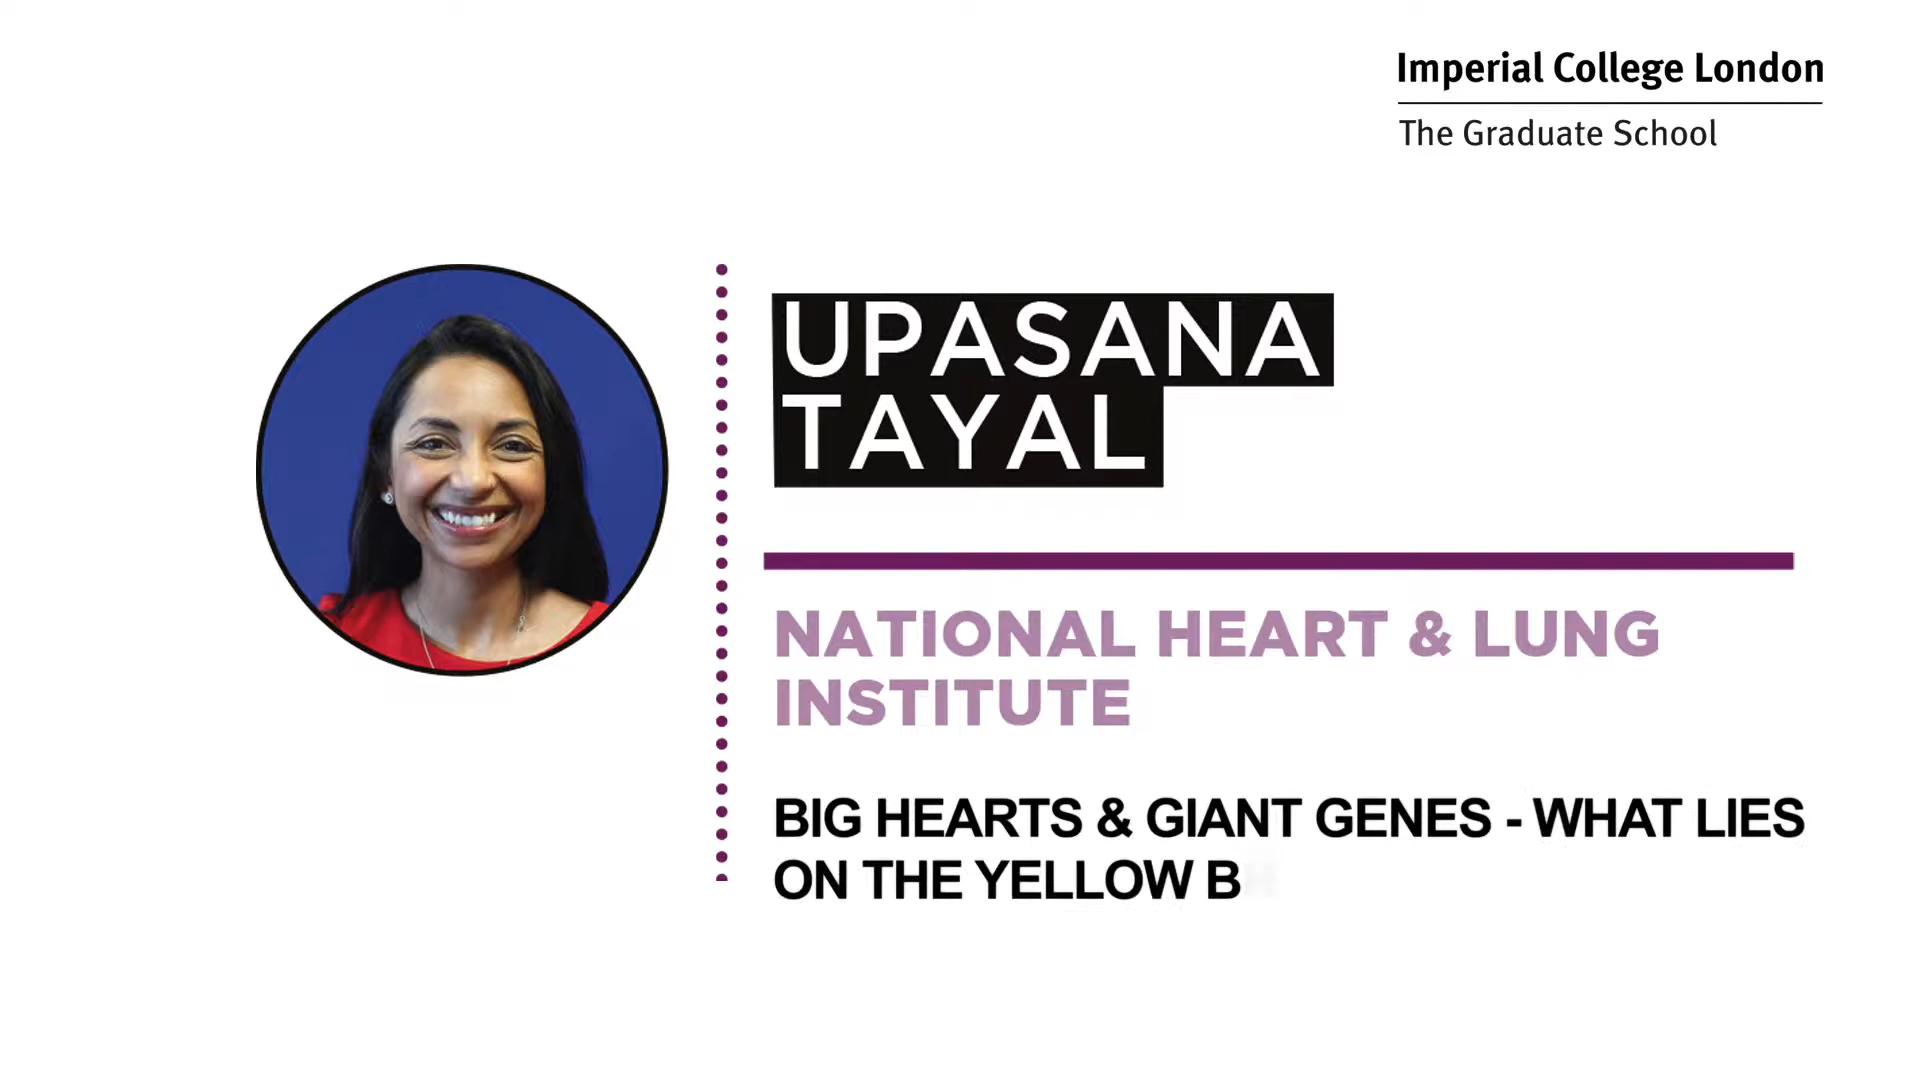 Imperial College London
The Graduate School
UPASANA
TAYAL
NATIONAL HEART & LUNG
INSTITUTE
BIG HEARTS & GIANT GENES - WHAT LIES
ON THE YELLOW B